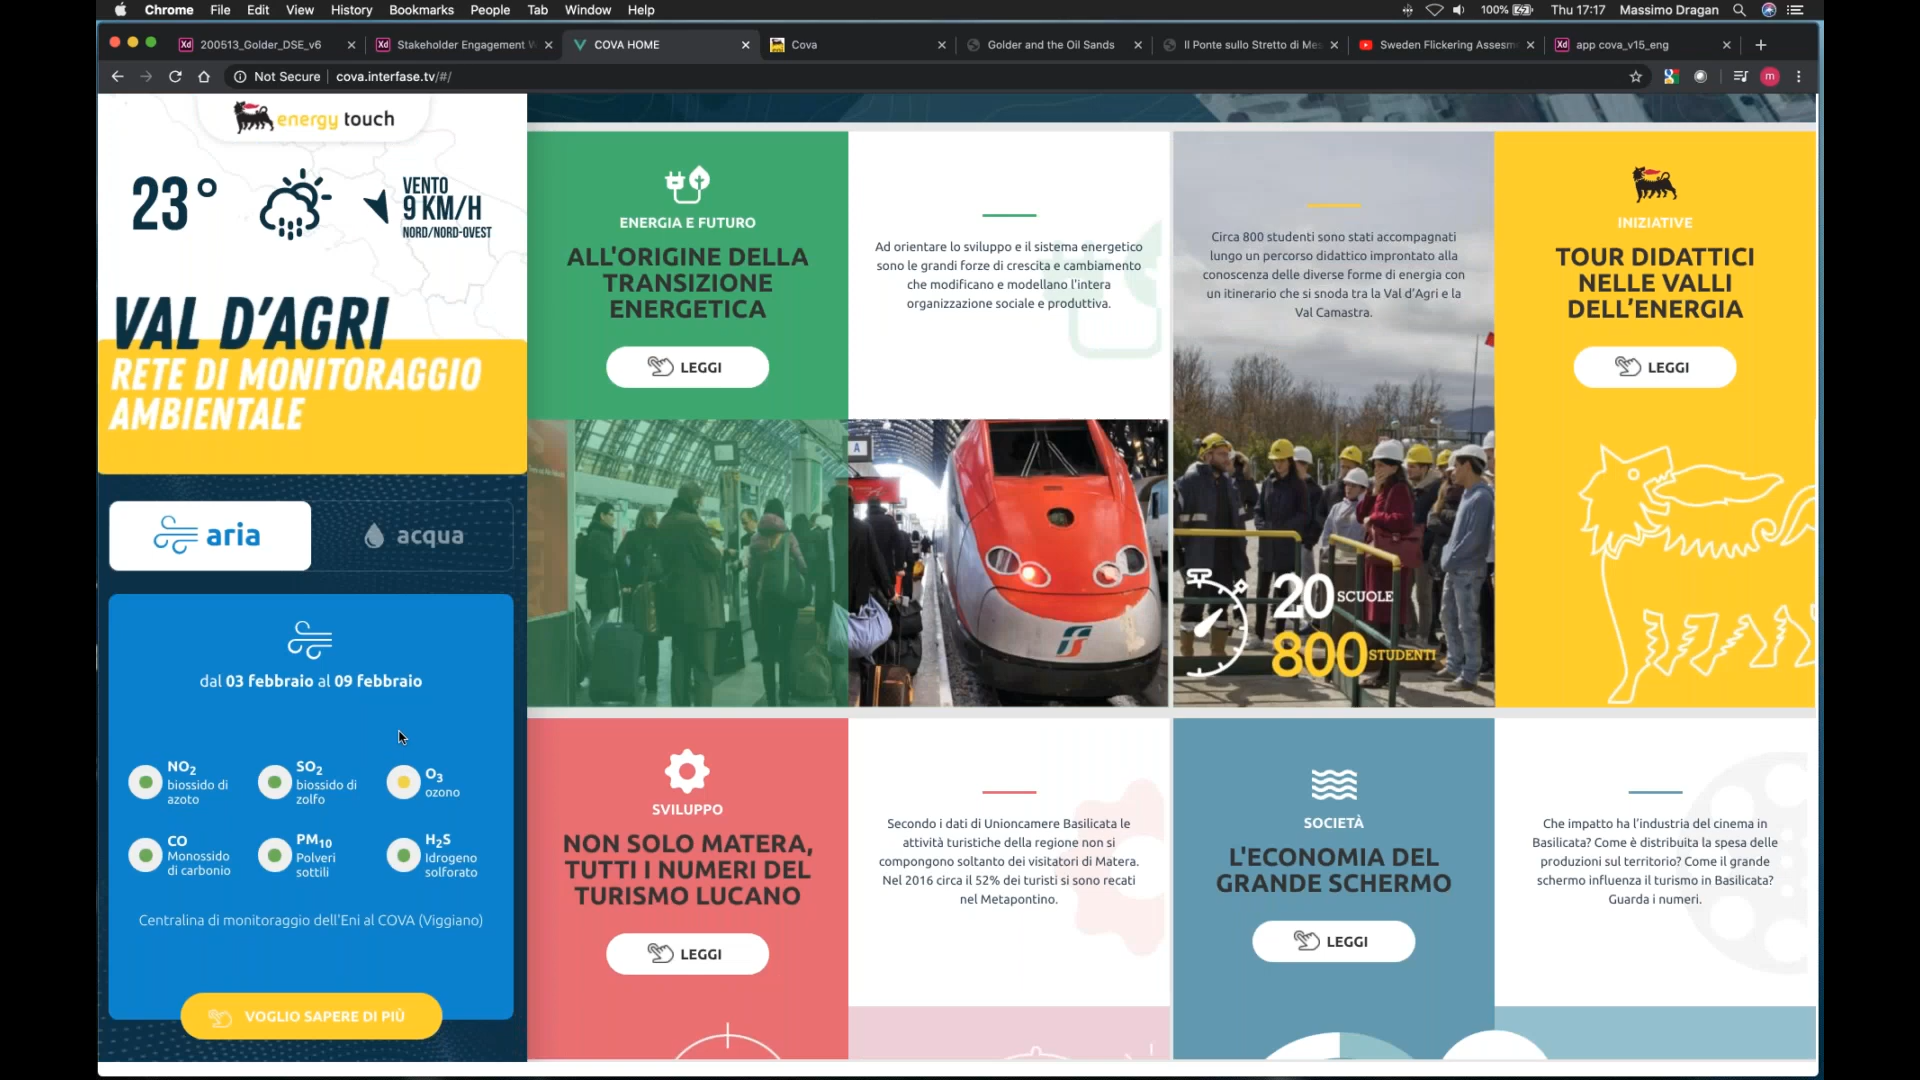 Chrome File Edit View History Bookmarks People Tab Window Help
100% Thu 17:17 Massimo Dragan
200513_Golder_DSE_v6
Stakeholder Engagement W
COVA HOME
Cova
Golder and the Oil Sands
Il Ponte sullo Stretto di Mes
Sweden Flickering Assesm
app cova_v15_eng
Not Secure cova.interfase.tv/#/
m
energy touch
23°
VENTO
9 KM/H
NORD/NORD-OVEST
VAL D'AGRI
RETE DI MONITORAGGIO
AMBIENTALE
aria
acqua
dal 03 febbraio al 09 febbraio
NO2
biossido di
azoto
SO2
biossido di
zolfo
O3
ozono
CO
Monossido
di carbonio
PM10
Polveri
sottili
H2S
Idrogeno
solforato
Centralina di monitoraggio dell'Eni al COVA (Viggiano)
VOGLIO SAPERE DI PIÙ
ENERGIA E FUTURO
ALL'ORIGINE DELLA
TRANSIZIONE
ENERGETICA
LEGGI
Ad orientare lo sviluppo e il sistema energetico
sono le grandi forze di crescita e cambiamento
che modificano e modellano l'intera
organizzazione sociale e produttiva.
A
Circa 800 studenti sono stati accompagnati
lungo un percorso didattico improntato alla
conoscenza delle diverse forme di energia con
un itinerario che si snoda tra la Val d'Agri e la
Val Camastra.
20 SCUOLE
800 STUDENTI
INIZIATIVE
TOUR DIDATTICI
NELLE VALLI
DELL'ENERGIA
LEGGI
SVILUPPO
NON SOLO MATERA,
TUTTI I NUMERI DEL
TURISMO LUCANO
LEGGI
Secondo i dati di Unioncamere Basilicata le
attività turistiche della regione non si
compongono soltanto dei visitatori di Matera.
Nel 2016 circa il 52% dei turisti si sono recati
nel Metapontino.
SOCIETÀ
L'ECONOMIA DEL
GRANDE SCHERMO
LEGGI
Che impatto ha l'industria del cinema in
Basilicata? Come è distribuita la spesa delle
produzioni sul territorio? Come il grande
schermo influenza il turismo in Basilicata?
Guarda i numeri.